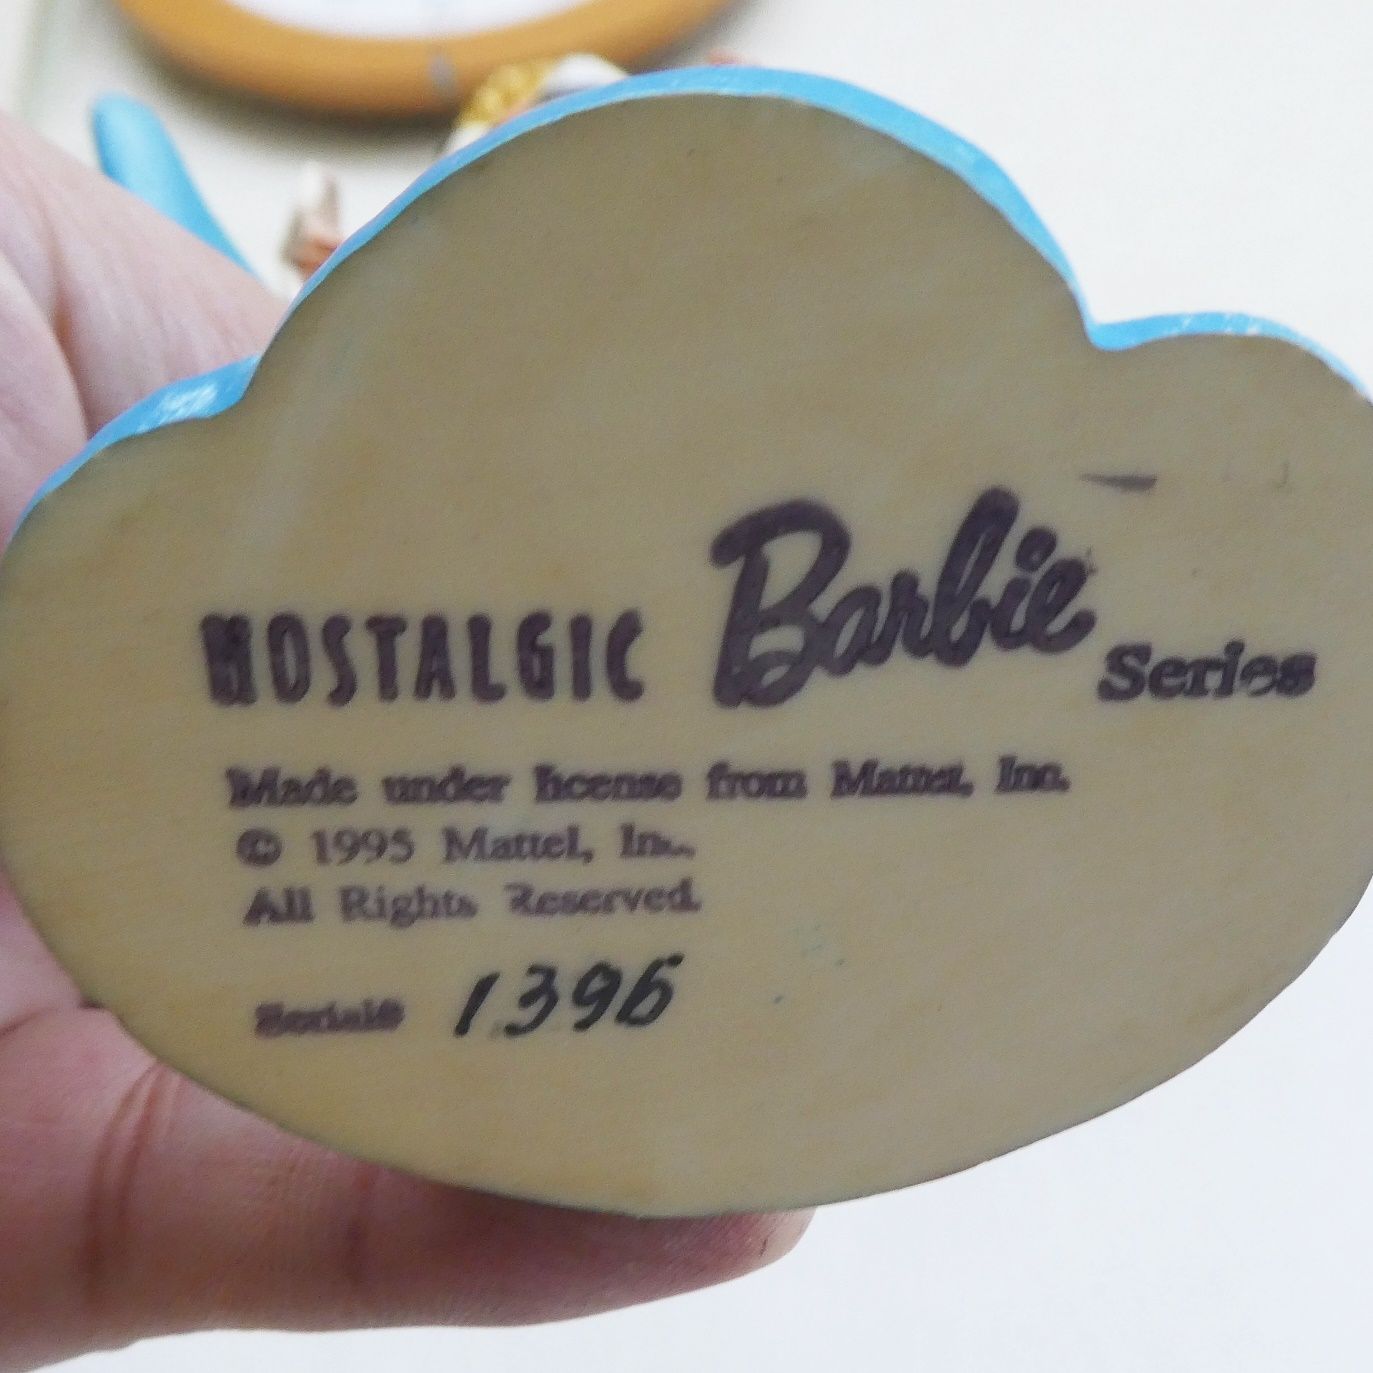 NOSTALGIC Barbie Series
Made under license from Mattel, Inc.
© 1995 Mattel, Inc.
All Rights Reserved.
Serial# 1396